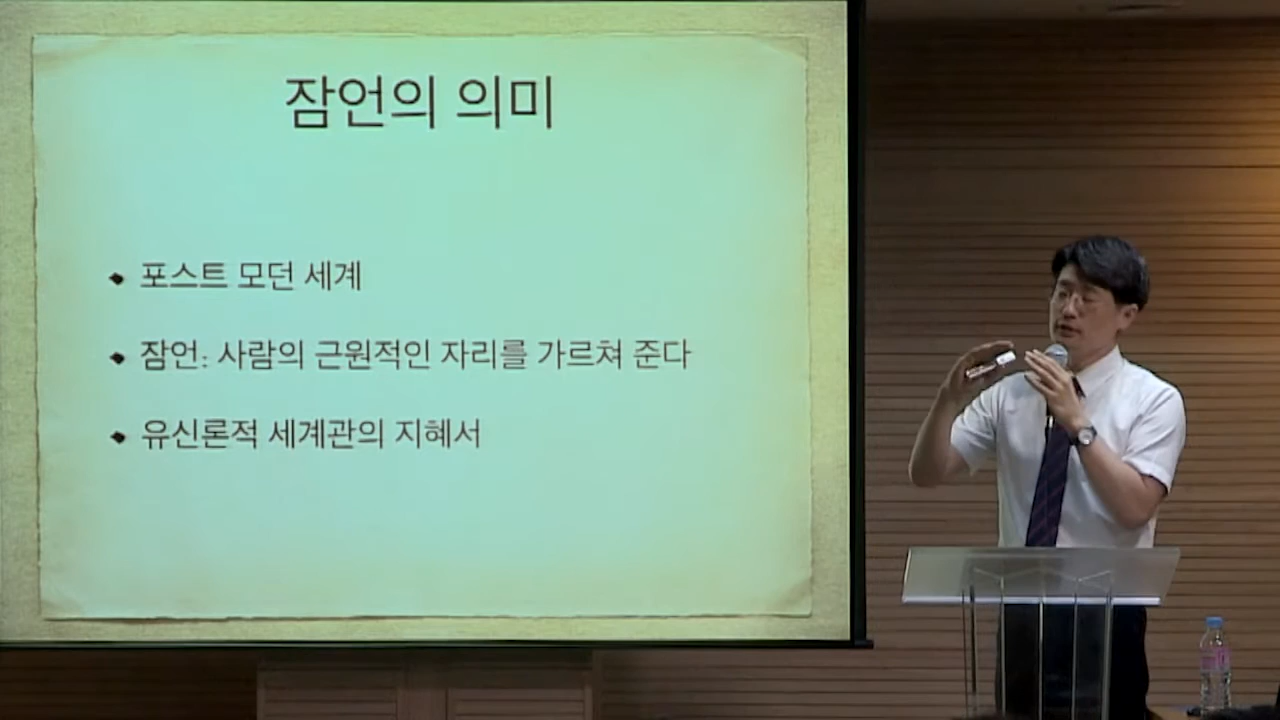 잠언의 의미
포스트 모던 세계
잠언: 사람의 근원적인 자리를 가르쳐 준다
유신론적 세계관의 지혜서